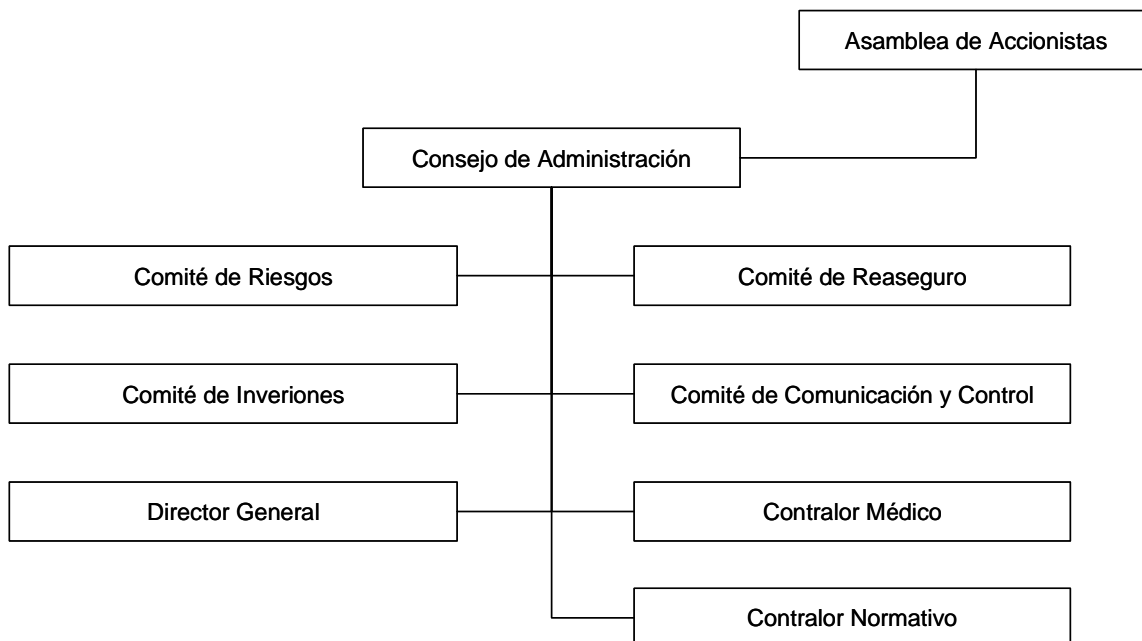 Asamblea de Accionistas
Consejo de Administración
Comité de Riesgos
Comité de Reaseguro
Comité de Inveriones
Comité de Comunicación y Control
Director General
Contralor Médico
Contralor Normativo